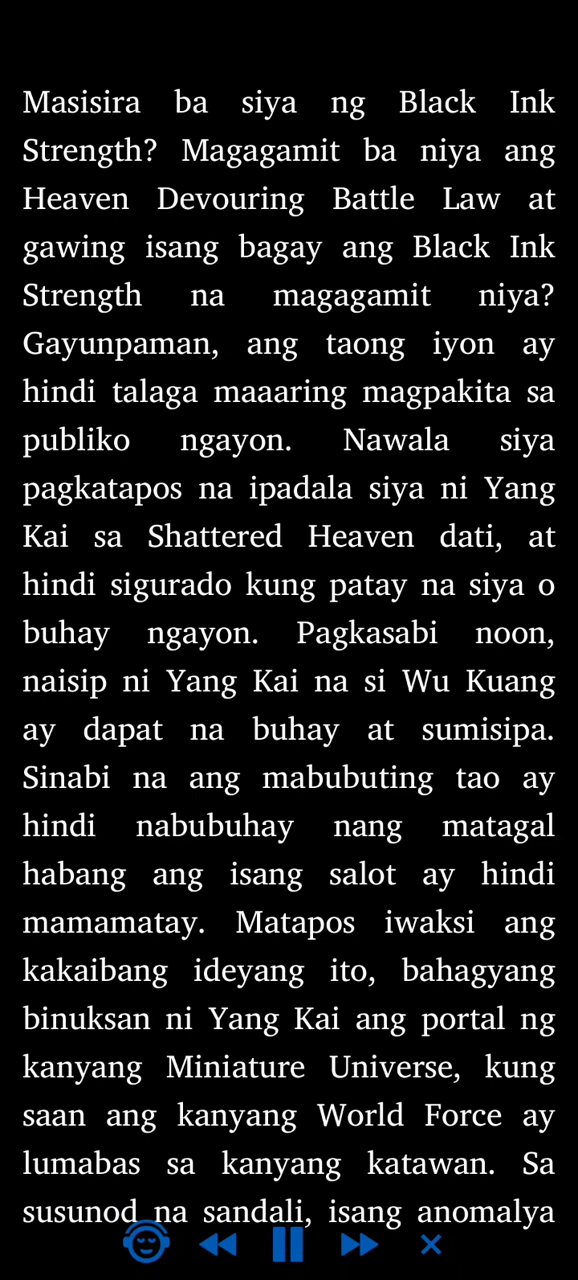 Masisira ba siya ng Black Ink
Strength? Magagamit ba niya ang
Heaven Devouring Battle Law at
gawing isang bagay ang Black Ink
Strength na magagamit niya?
Gayunpaman, ang taong iyon ay
hindi talaga maaaring magpakita sa
publiko ngayon. Nawala siya
pagkatapos na ipadala siya ni Yang
Kai sa Shattered Heaven dati, at
hindi sigurado kung patay na siya o
buhay ngayon. Pagkasabi noon,
naisip ni Yang Kai na si Wu Kuang
ay dapat na buhay at sumisipa.
Sinabi na ang mabubuting tao ay
hindi nabubuhay nang matagal
habang ang isang salot ay hindi
mamamatay. Matapos iwaksi ang
kakaibang ideyang ito, bahagyang
binuksan ni Yang Kai ang portal ng
kanyang Miniature Universe, kung
saan ang kanyang World Force ay
lumabas sa kanyang katawan. Sa
susunod na sandali, isang anomalya